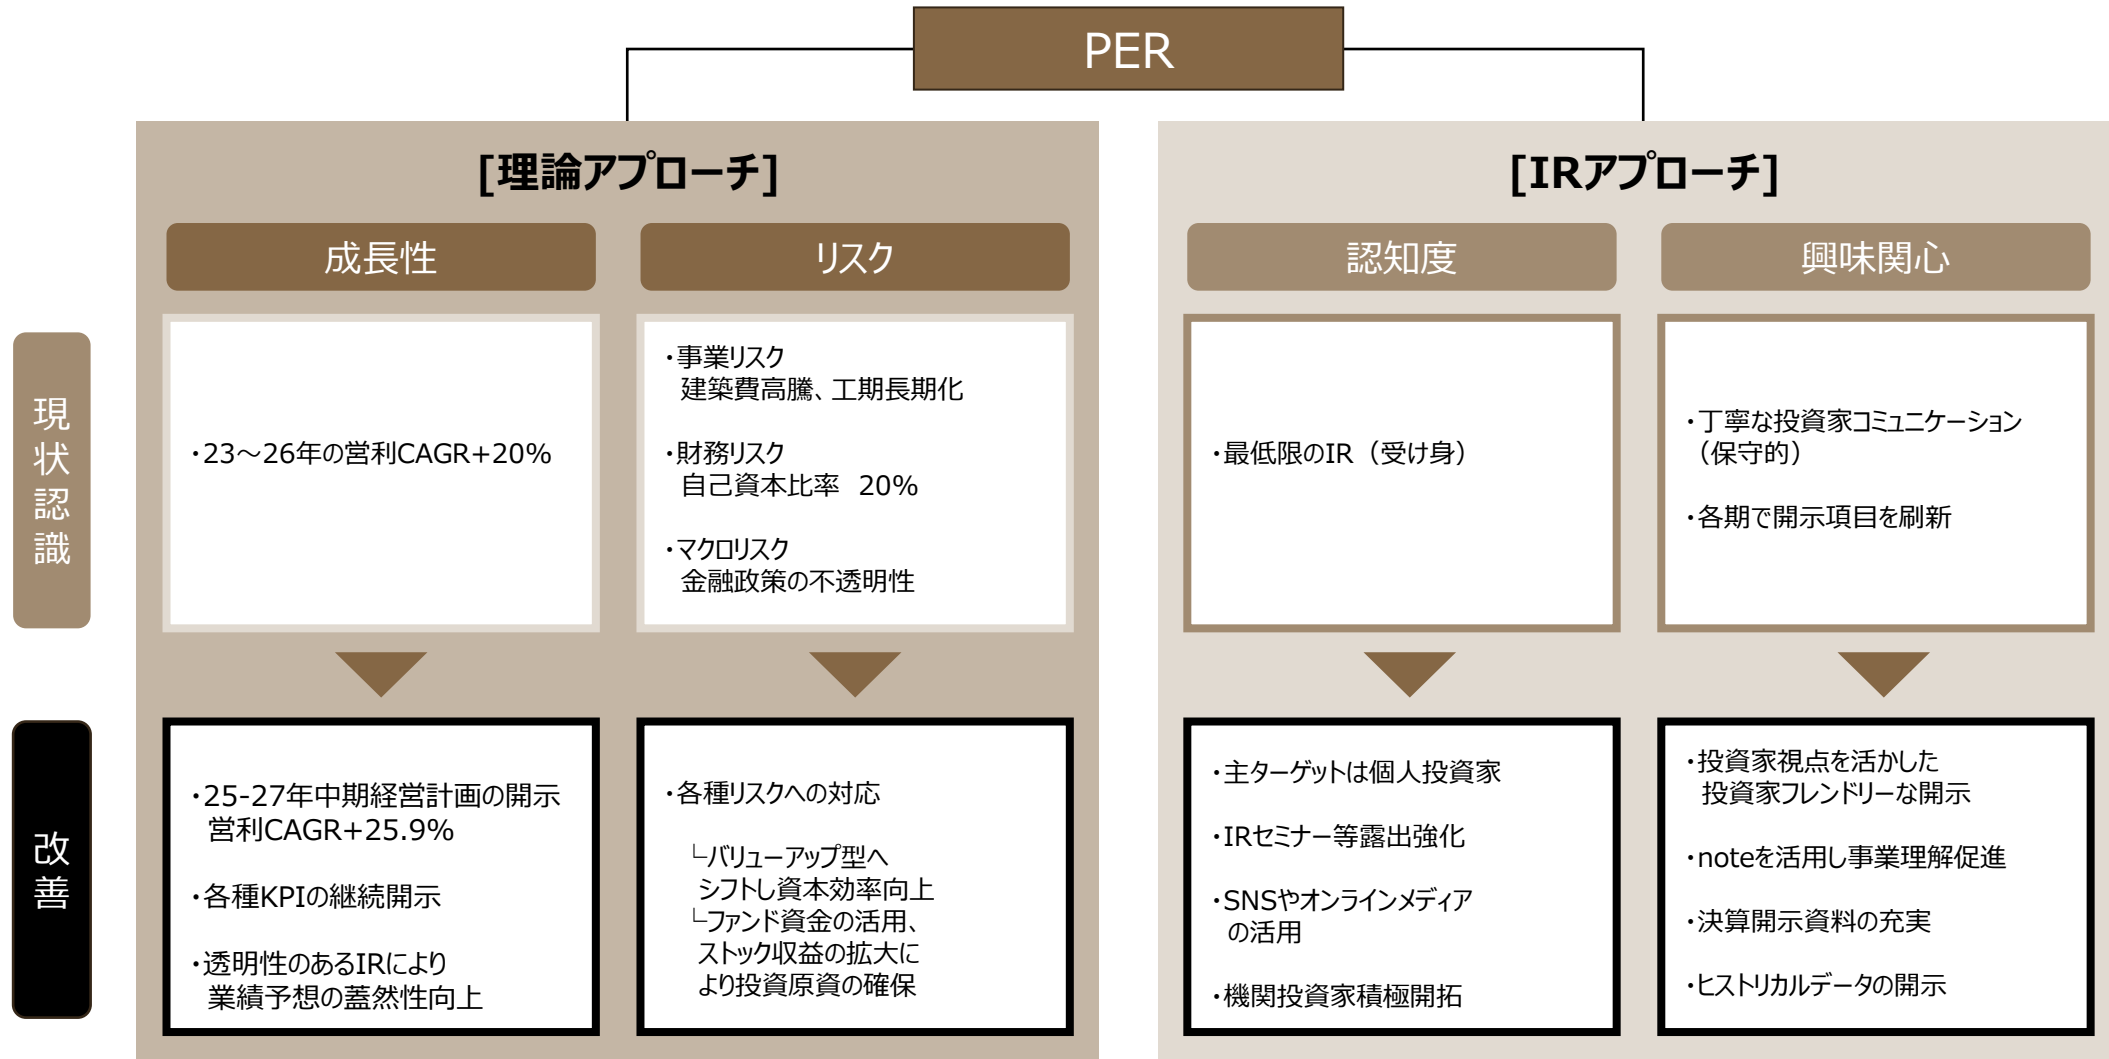 PER
[理論アプローチ]
成長性
リスク
現状認識
・23～26年の営利CAGR+20%
・事業リスク
建築費高騰、工期長期化
・財務リスク
自己資本比率 20%
・マクロリスク
金融政策の不透明性
改善
・25-27年中期経営計画の開示
営利CAGR+25.9%
・各種KPIの継続開示
・透明性のあるIRにより
業績予想の蓋然性向上
・各種リスクへの対応
└バリューアップ型へ
シフトし資本効率向上
└ファンド資金の活用、
ストック収益の拡大に
より投資原資の確保
[IRアプローチ]
認知度
興味関心
・最低限のIR（受け身）
・丁寧な投資家コミュニケーション
（保守的）
・各期で開示項目を刷新
・主ターゲットは個人投資家
・IRセミナー等露出強化
・SNSやオンラインメディア
の活用
・機関投資家積極開拓
・投資家視点を活かした
投資家フレンドリーな開示
・noteを活用し事業理解促進
・決算開示資料の充実
・ヒストリカルデータの開示